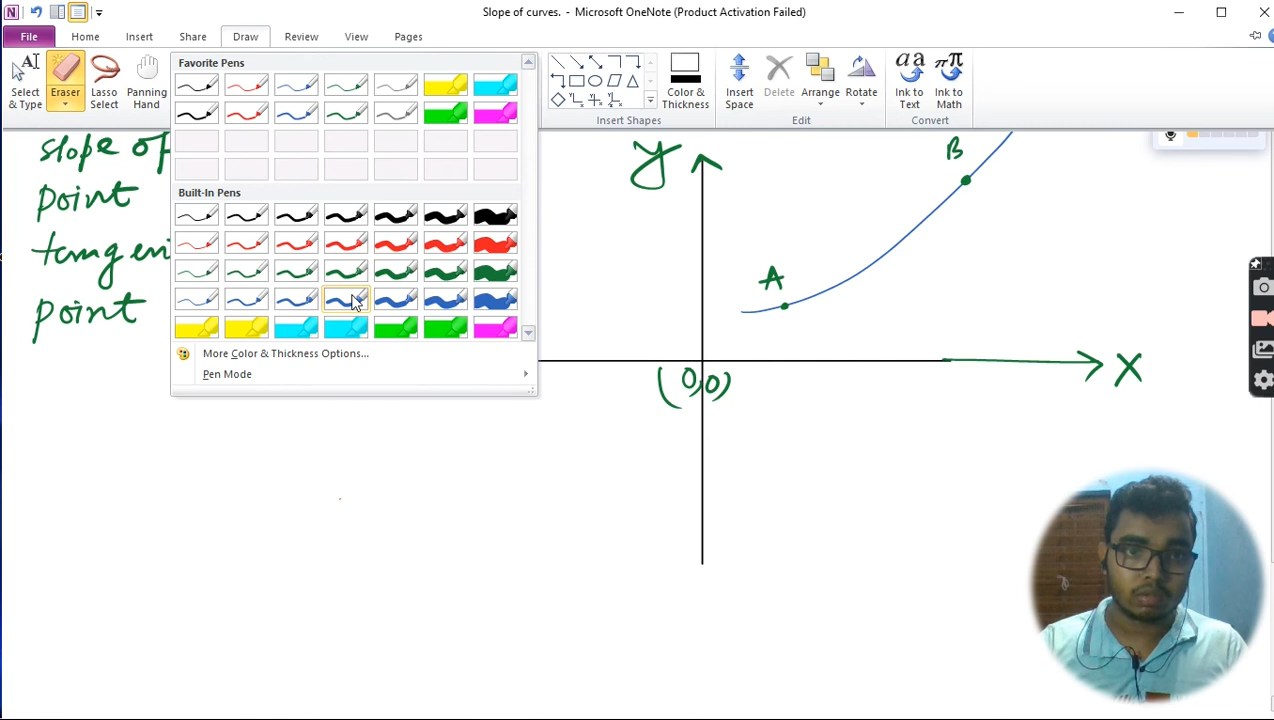 Slope of curves. - Microsoft OneNote (Product Activation Failed)
File Home Insert Share Draw Review View Pages
Select & Type
Eraser
Lasso Select
Panning Hand
Favorite Pens
Built-In Pens
More Color & Thickness Options...
Pen Mode
Insert Shapes
Color & Thickness
Insert Space
Delete
Arrange
Rotate
Edit
Ink to Text
Ink to Math
Convert
slope of
point
tangen
point
y
B
A
(0,0)
X